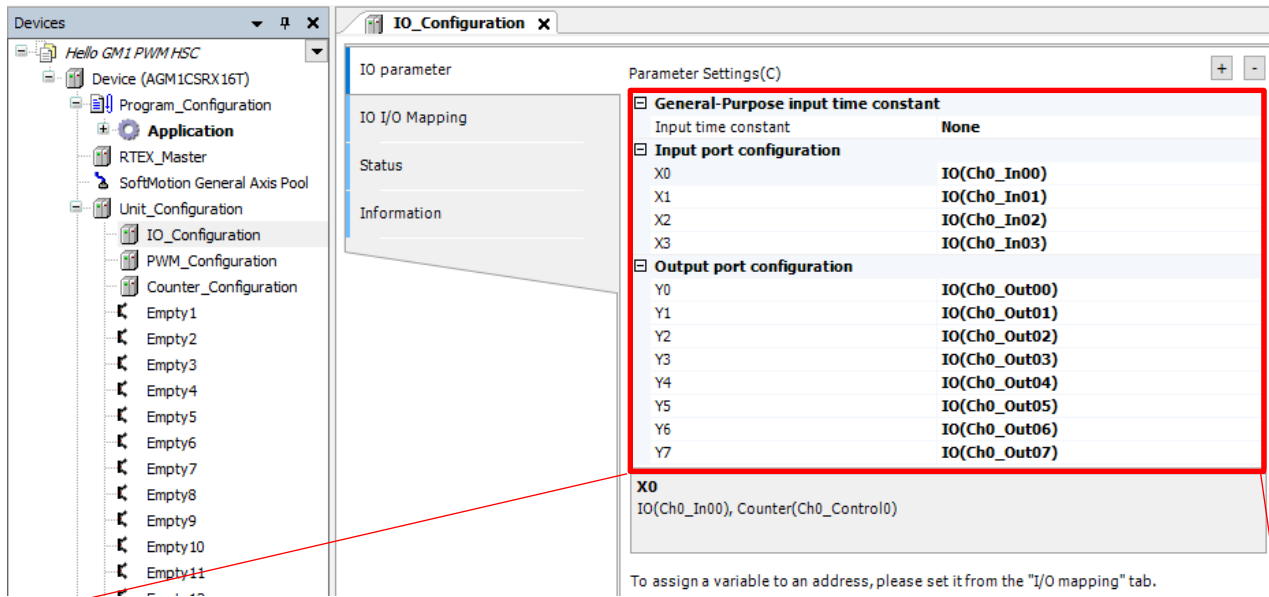 Devices
Hello GM1 PWM HSC
Device (AGM1CSRX16T)
Program_Configuration
Application
RTEX_Master
SoftMotion General Axis Pool
Unit_Configuration
IO_Configuration
PWM_Configuration
Counter_Configuration
Empty1
Empty2
Empty3
Empty4
Empty5
Empty6
Empty7
Empty8
Empty9
Empty10
Empty11
IO_Configuration
IO parameter
IO I/O Mapping
Status
Information
Parameter Settings(C)
+ -
General-Purpose input time constant
Input time constant None
Input port configuration
X0 IO(Ch0_In00)
X1 IO(Ch0_In01)
X2 IO(Ch0_In02)
X3 IO(Ch0_In03)
Output port configuration
Y0 IO(Ch0_Out00)
Y1 IO(Ch0_Out01)
Y2 IO(Ch0_Out02)
Y3 IO(Ch0_Out03)
Y4 IO(Ch0_Out04)
Y5 IO(Ch0_Out05)
Y6 IO(Ch0_Out06)
Y7 IO(Ch0_Out07)
X0
IO(Ch0_In00), Counter(Ch0_Control0)
To assign a variable to an address, please set it from the "I/O mapping" tab.